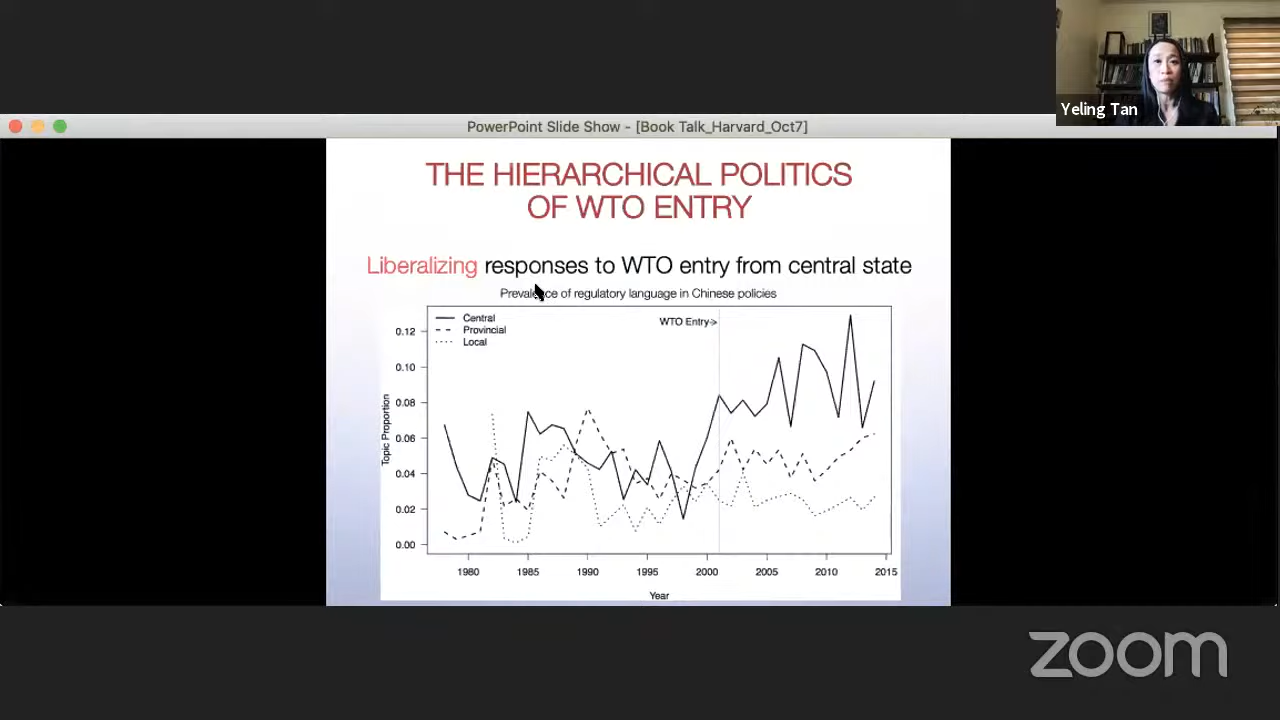 Yeling Tan
PowerPoint Slide Show - [Book Talk_Harvard_Oct7]
THE HIERARCHICAL POLITICS
OF WTO ENTRY
Liberalizing responses to WTO entry from central state
Prevalence of regulatory language in Chinese policies
Central
Provincial
Local
WTO Entry→
0.12
0.10
0.08
0.06
0.04
0.02
0.00
Topic Proportion
1980 1985 1990 1995 2000 2005 2010 2015
Year
zoom